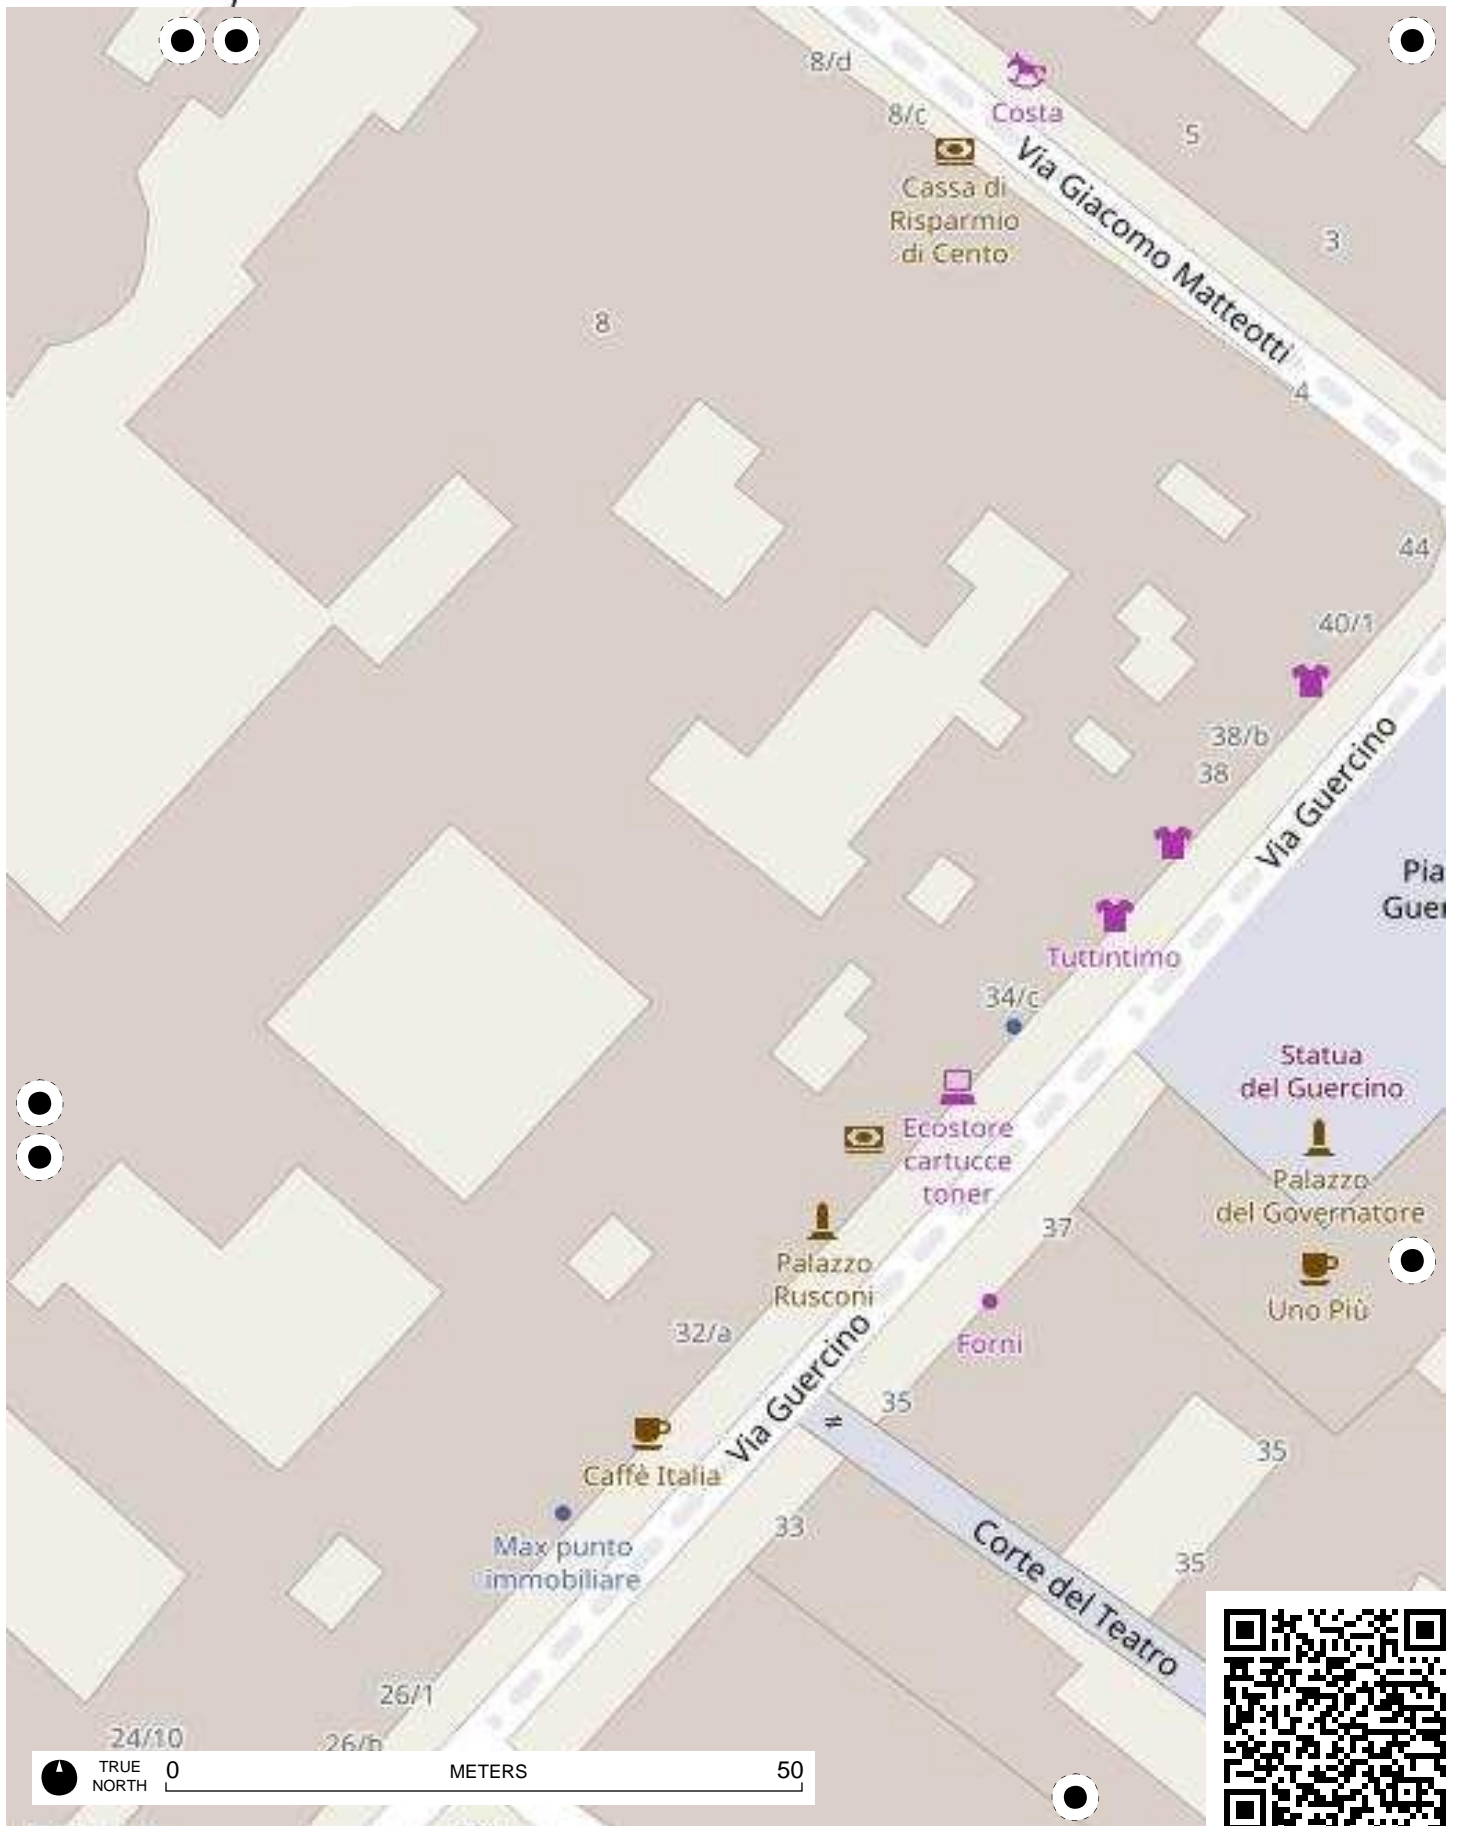 8/d
Costa
8/c
5
Via Giacomo Matteotti
Cassa di
Risparmio
di Cento
3
8
4
44
40/1
38/b
38
Via Guercino
Pia
Guer
Tuttintimo
34/c
Statua
del Guercino
Ecostore
cartucce
toner
Palazzo
del Governatore
37
Palazzo
Rusconi
Uno Più
32/a
Forni
Via Guercino
35
Caffè Italia
35
Max punto
immobiliare
33
Corte del Teatro
35
26/1
24/10
26/b
TRUE
NORTH
0
METERS
50